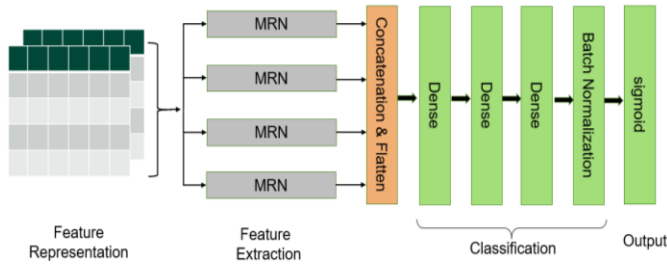 MRN
MRN
MRN
MRN
Concatenation & Flatten
Dense
Dense
Dense
Batch Normalization
sigmoid
Feature
Representation
Feature
Extraction
Classification
Output